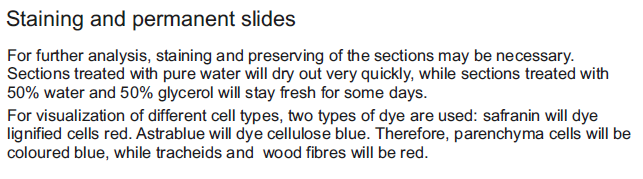 Staining and permanent slides
For further analysis, staining and preserving of the sections may be necessary.
Sections treated with pure water will dry out very quickly, while sections treated with
50% water and 50% glycerol will stay fresh for some days.
For visualization of different cell types, two types of dye are used: safranin will dye
lignified cells red. Astrablue will dye cellulose blue. Therefore, parenchyma cells will be
coloured blue, while tracheids and  wood fibres will be red.